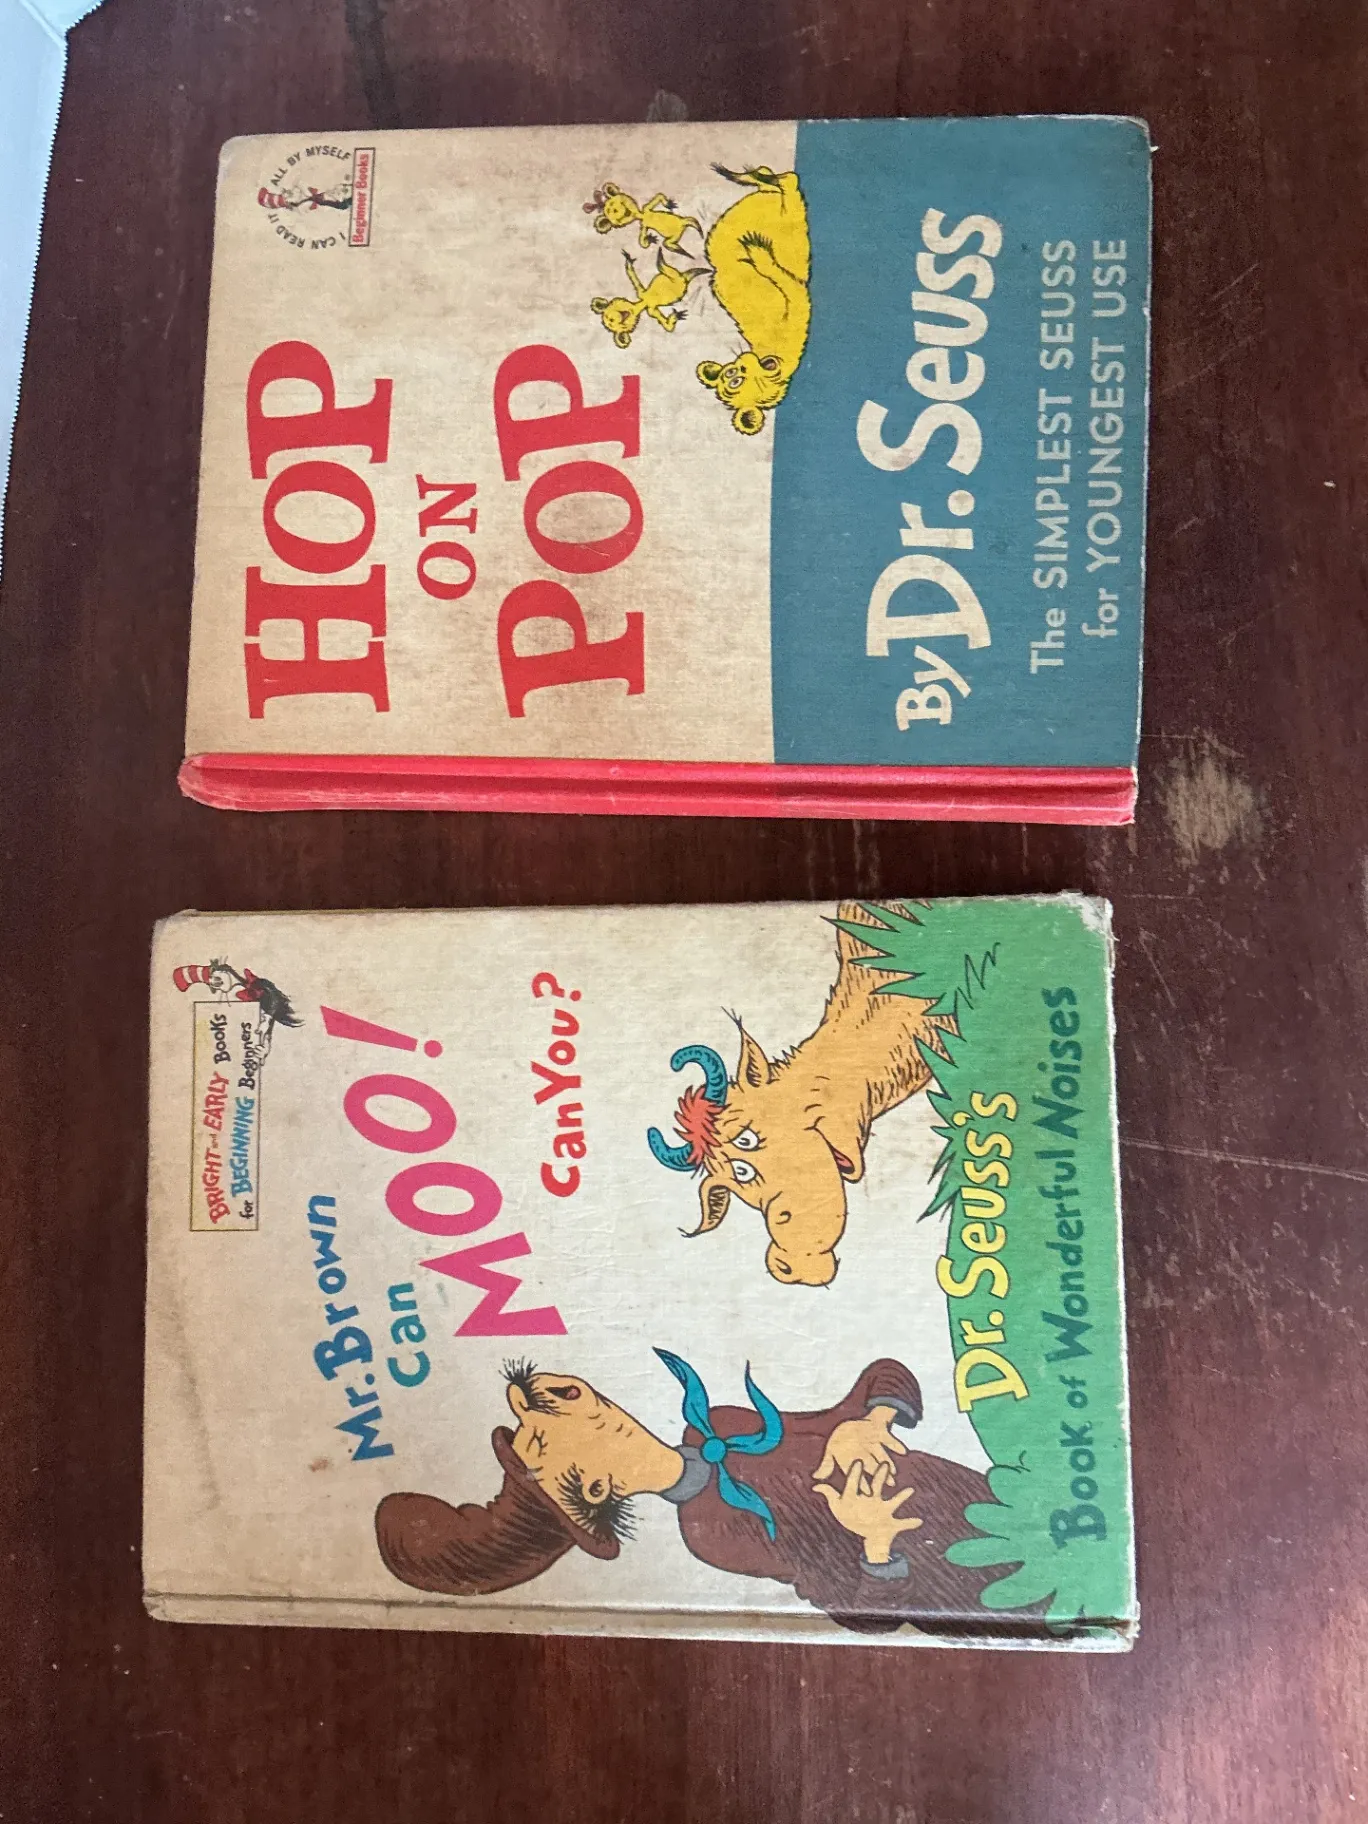 I CAN READ IT ALL BY MYSELF
Beginner Books
HOP
ON
POP
By Dr. Seuss
The SIMPLEST SEUSS
for YOUNGEST USE
BRIGHT and EARLY BOOKS
for BEGINNING Beginners
Mr. Brown
Can
MOO!
Can You?
Dr. Seuss's
Book of Wonderful Noises